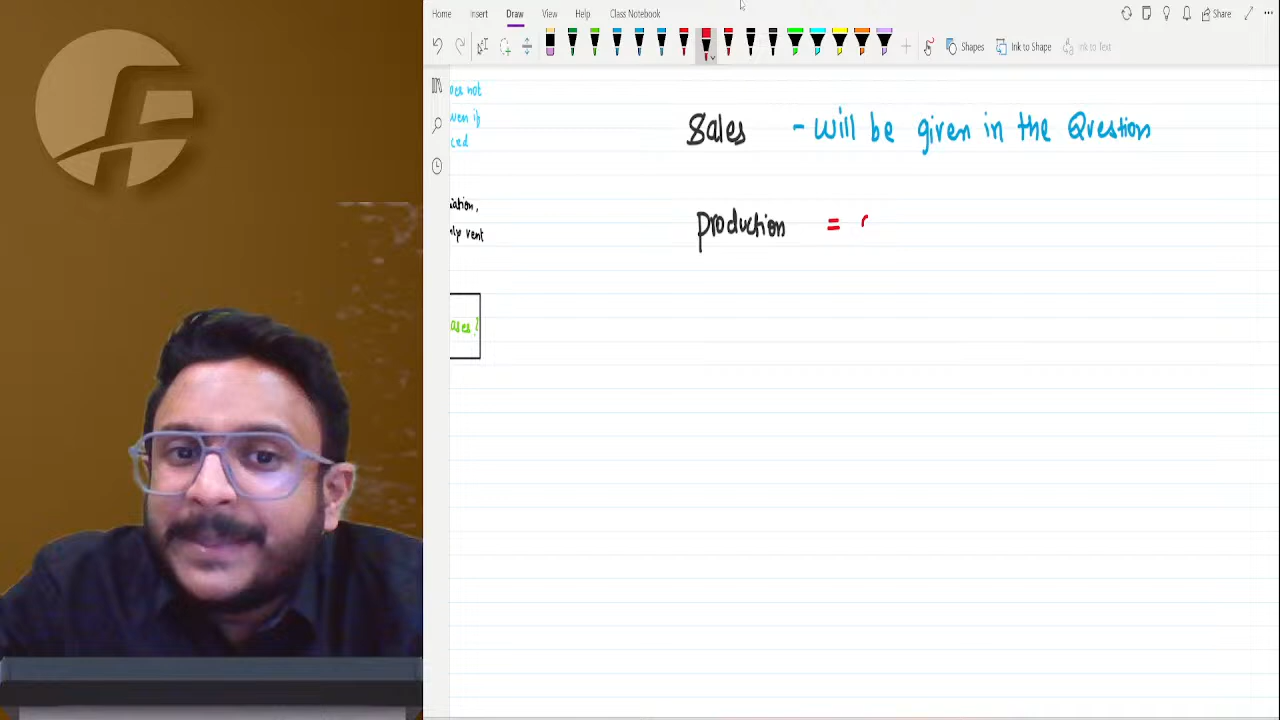 Home Insert Draw View Help Class Notebook Share
Shapes Ink to Shape Ink to Text
Sales - will be given in the Question
production =